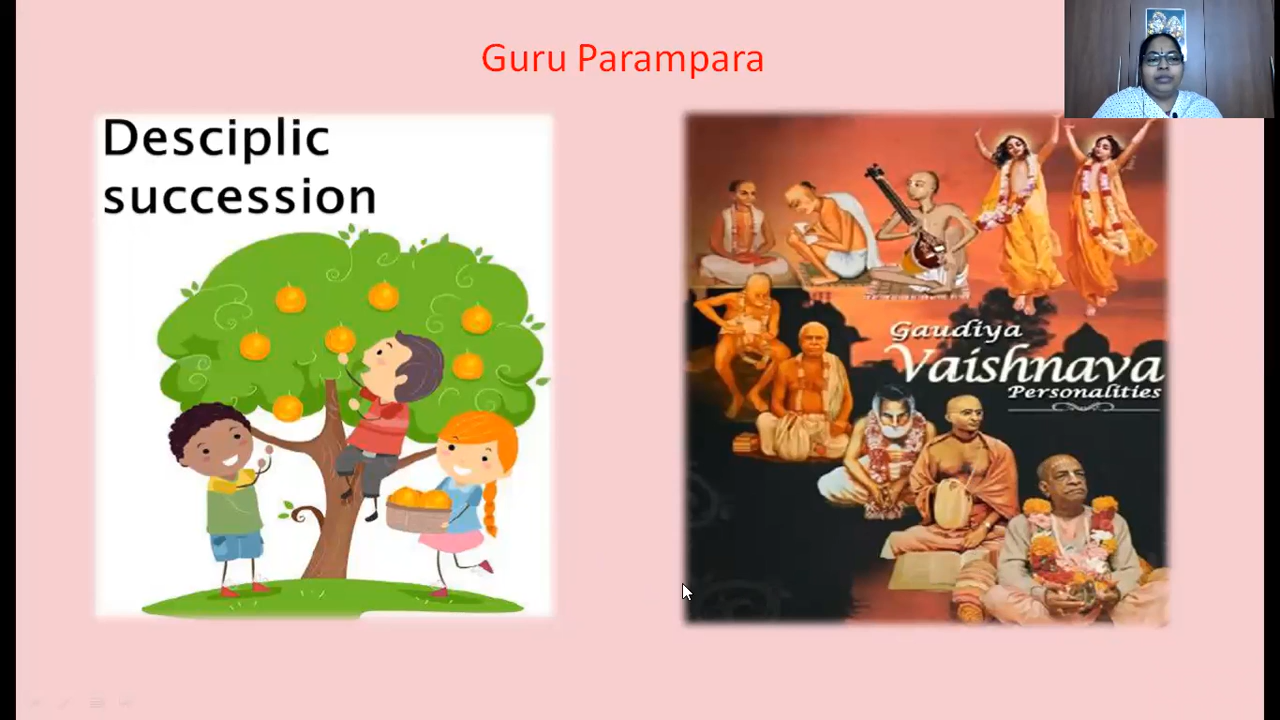 Guru Parampara
Desciplic
succession
Gaudiya
Vaishnava
Personalities